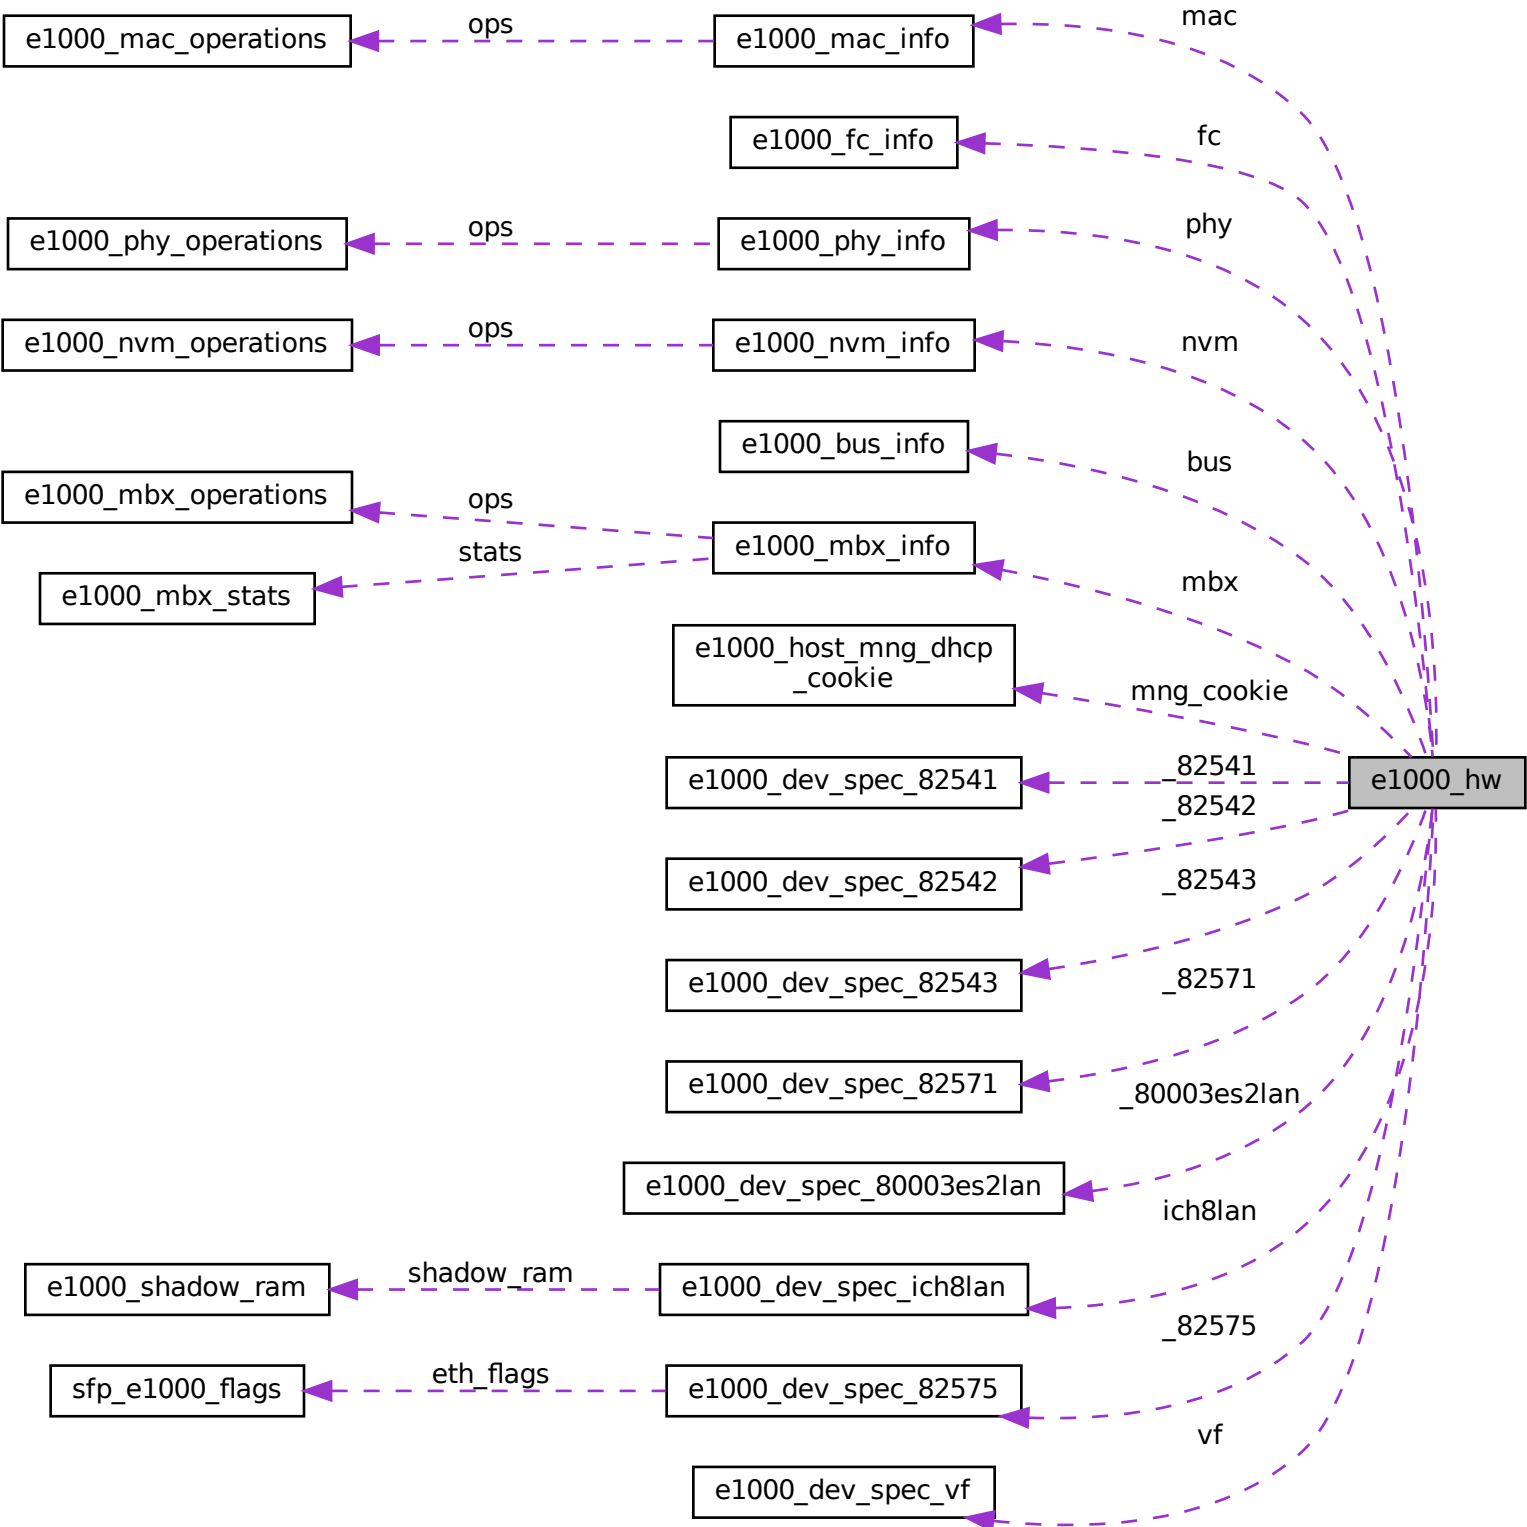 mac
e1000_mac_operations
ops
e1000_mac_info
fc
e1000_fc_info
phy
e1000_phy_operations
ops
e1000_phy_info
nvm
e1000_nvm_operations
ops
e1000_nvm_info
bus
e1000_bus_info
e1000_mbx_operations
ops
e1000_mbx_info
stats
e1000_mbx_stats
mbx
e1000_host_mng_dhcp
_cookie
mng_cookie
e1000_dev_spec_82541
_82541
e1000_hw
_82542
e1000_dev_spec_82542
_82543
e1000_dev_spec_82543
_82571
e1000_dev_spec_82571
_80003es2lan
e1000_dev_spec_80003es2lan
ich8lan
e1000_shadow_ram
shadow_ram
e1000_dev_spec_ich8lan
_82575
sfp_e1000_flags
eth_flags
e1000_dev_spec_82575
vf
e1000_dev_spec_vf